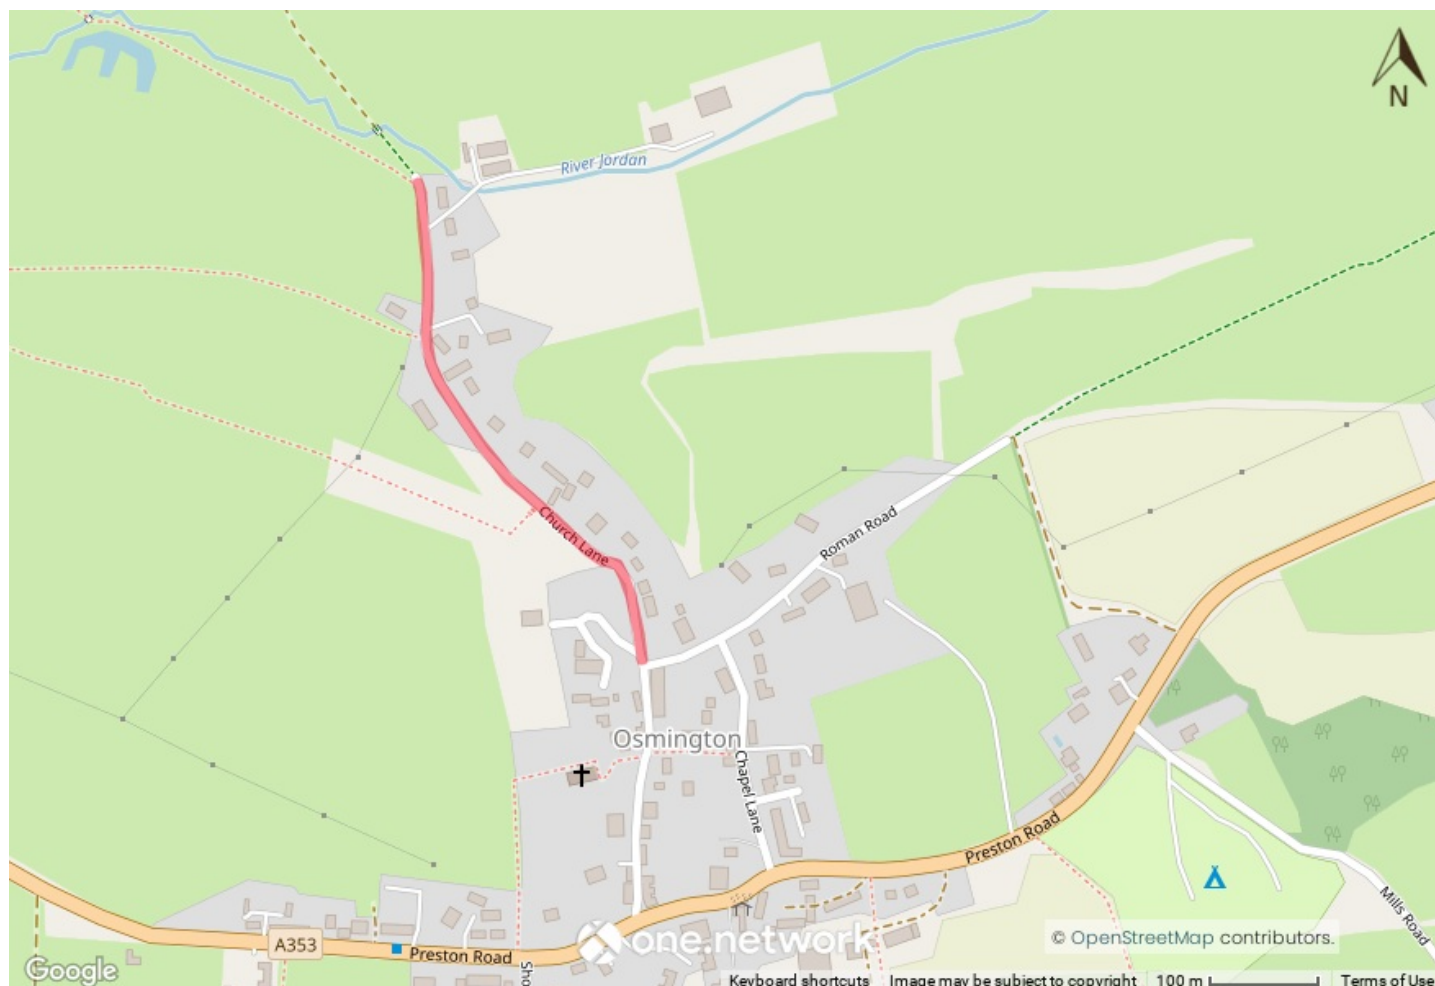 N
River Jordan
Church Lane
Roman Road
Osmington
Chapel Lane
Preston Road
Mills Road
A353
Preston Road
Sho
one.network
© OpenStreetMap contributors.
Google
Keyboard shortcuts
Image may be subject to copyright
100 m
Terms of Use